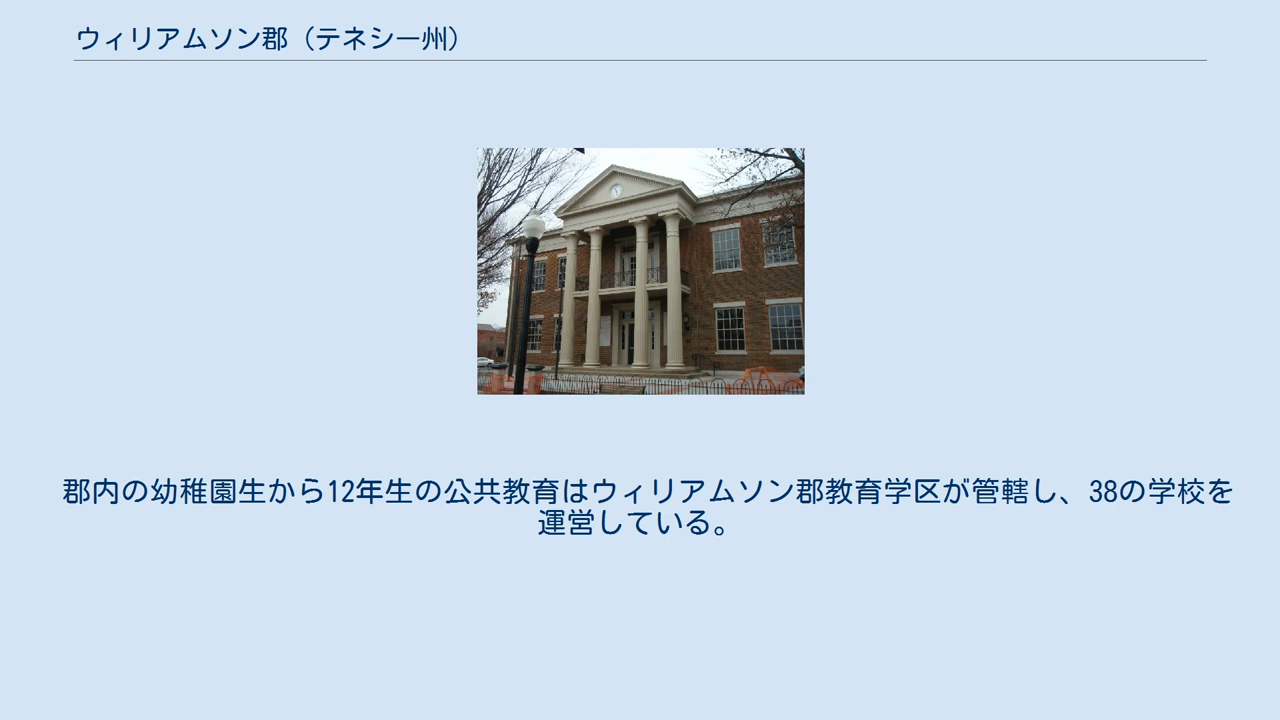 ウィリアムソン郡（テネシー州）
郡内の幼稚園生から12年生の公共教育はウィリアムソン郡教育学区が管轄し、38の学校を
運営している。